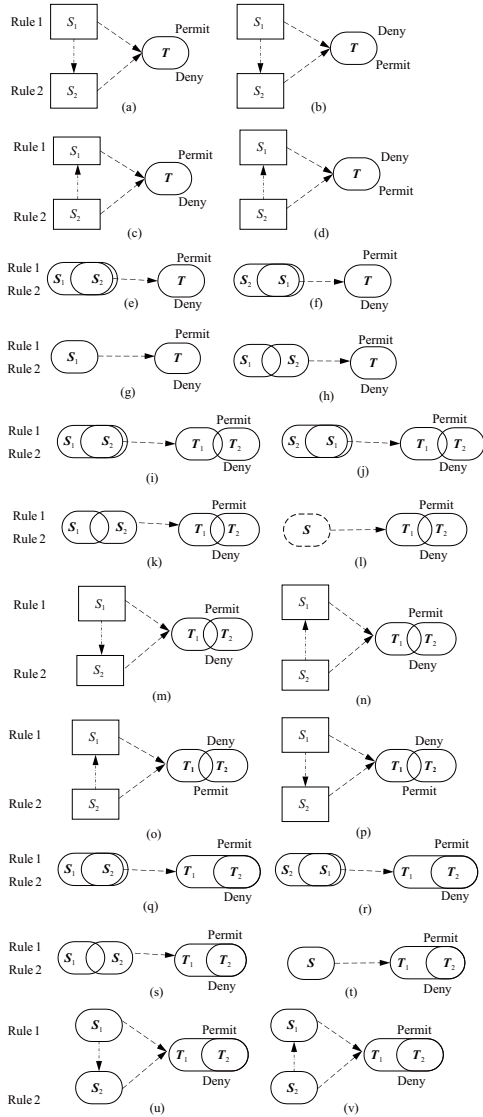 Rule 1 S1 Permit S1 Deny
T T
Rule 2 S2 Deny S2 Permit
(a) (b)
Rule 1 S1 Permit S1 Deny
T T
Rule 2 S2 Deny S2 Permit
(c) (d)
Permit Permit
Rule 1
Rule 2
S1 S2 T S2 S1 T
Deny Deny
(e) (f)
Rule 1 Permit Permit
Rule 2 S1 T S1 S2 T
Deny Deny
(g) (h)
Rule 1 Permit Permit
Rule 2 S1 S2 T1 T2 S2 S1 T1 T2
Deny Deny
(i) (j)
Rule 1 Permit Permit
Rule 2 S1 S2 T1 T2 S T1 T2
Deny Deny
(k) (l)
Rule 1 S1 Permit S1 Permit
T1 T2 T1 T2
Rule 2 S2 Deny S2 Deny
(m) (n)
Rule 1 S1 Deny S1 Deny
T1 T2 T1 T2
Rule 2 S2 Permit S2 Permit
(o) (p)
Rule 1 Permit Permit
Rule 2 S1 S2 T1 T2 S2 S1 T1 T2
Deny Deny
(q) (r)
Rule 1 Permit Permit
Rule 2 S1 S2 T1 T2 S T1 T2
Deny Deny
(s) (t)
Rule 1 S1 Permit S1 Permit
T1 T2 T1 T2
Rule 2 S2 Deny S2 Deny
(u) (v)